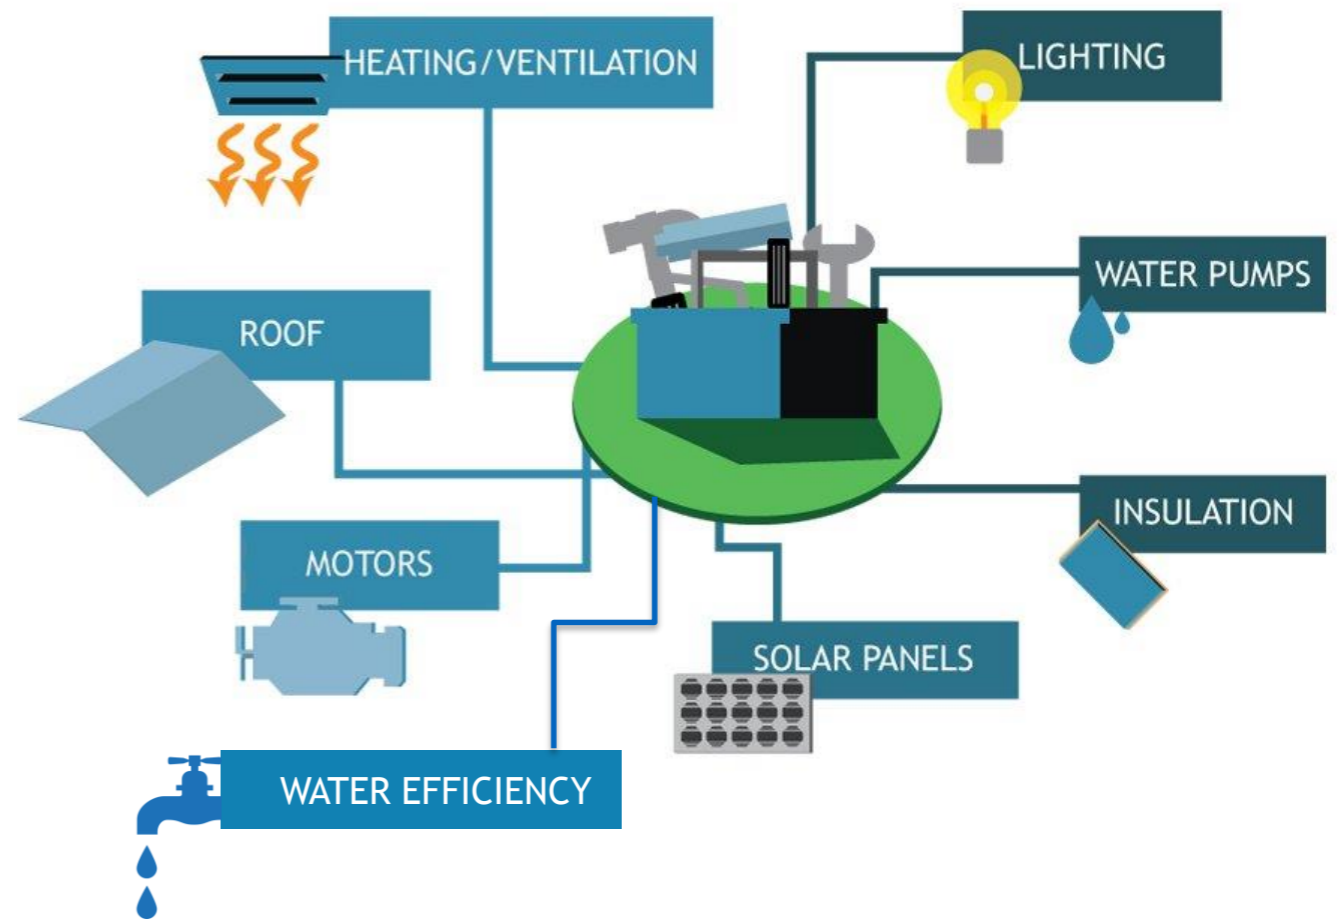 HEATING/VENTILATION
LIGHTING
WATER PUMPS
ROOF
INSULATION
MOTORS
SOLAR PANELS
WATER EFFICIENCY